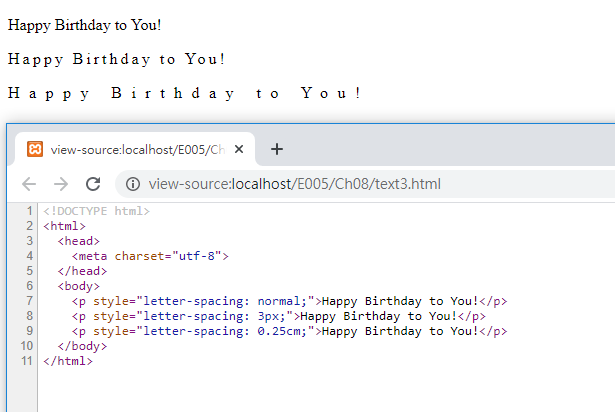 Happy Birthday to You!
Happy Birthday to You!
Happy Birthday to You!
view-source:localhost/E005/Ch
view-source:localhost/E005/Ch08/text3.html
1 <!DOCTYPE html>
2 <html>
3 <head>
4 <meta charset="utf-8">
5 </head>
6 <body>
7 <p style="letter-spacing: normal;">Happy Birthday to You!</p>
8 <p style="letter-spacing: 3px;">Happy Birthday to You!</p>
9 <p style="letter-spacing: 0.25cm;">Happy Birthday to You!</p>
10 </body>
11 </html>